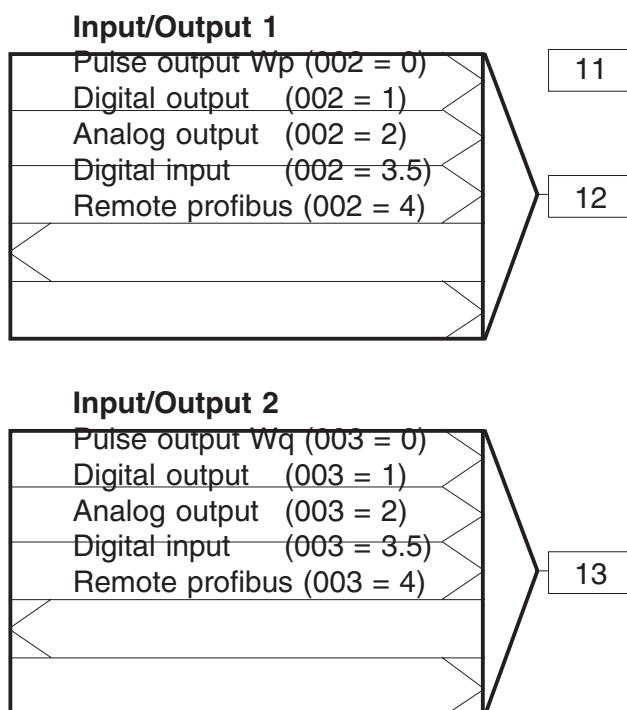 Input/Output 1
Pulse output Wp (002 = 0)
11
Digital output (002 = 1)
Analog output (002 = 2)
Digital input (002 = 3.5)
Remote profibus (002 = 4)
12
Input/Output 2
Pulse output Wq (003 = 0)
Digital output (003 = 1)
Analog output (003 = 2)
Digital input (003 = 3.5)
Remote profibus (003 = 4)
13